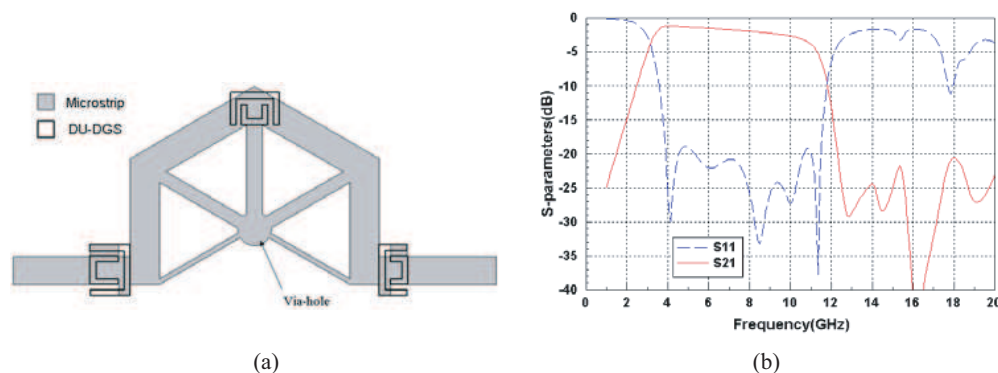 Microstrip
DU-DGS
Via-hole
(a)
S-parameters(dB)
0
-5
-10
-15
-20
-25
-30
-35
-40
S11
S21
0 2 4 6 8 10 12 14 16 18 20
Frequency(GHz)
(b)